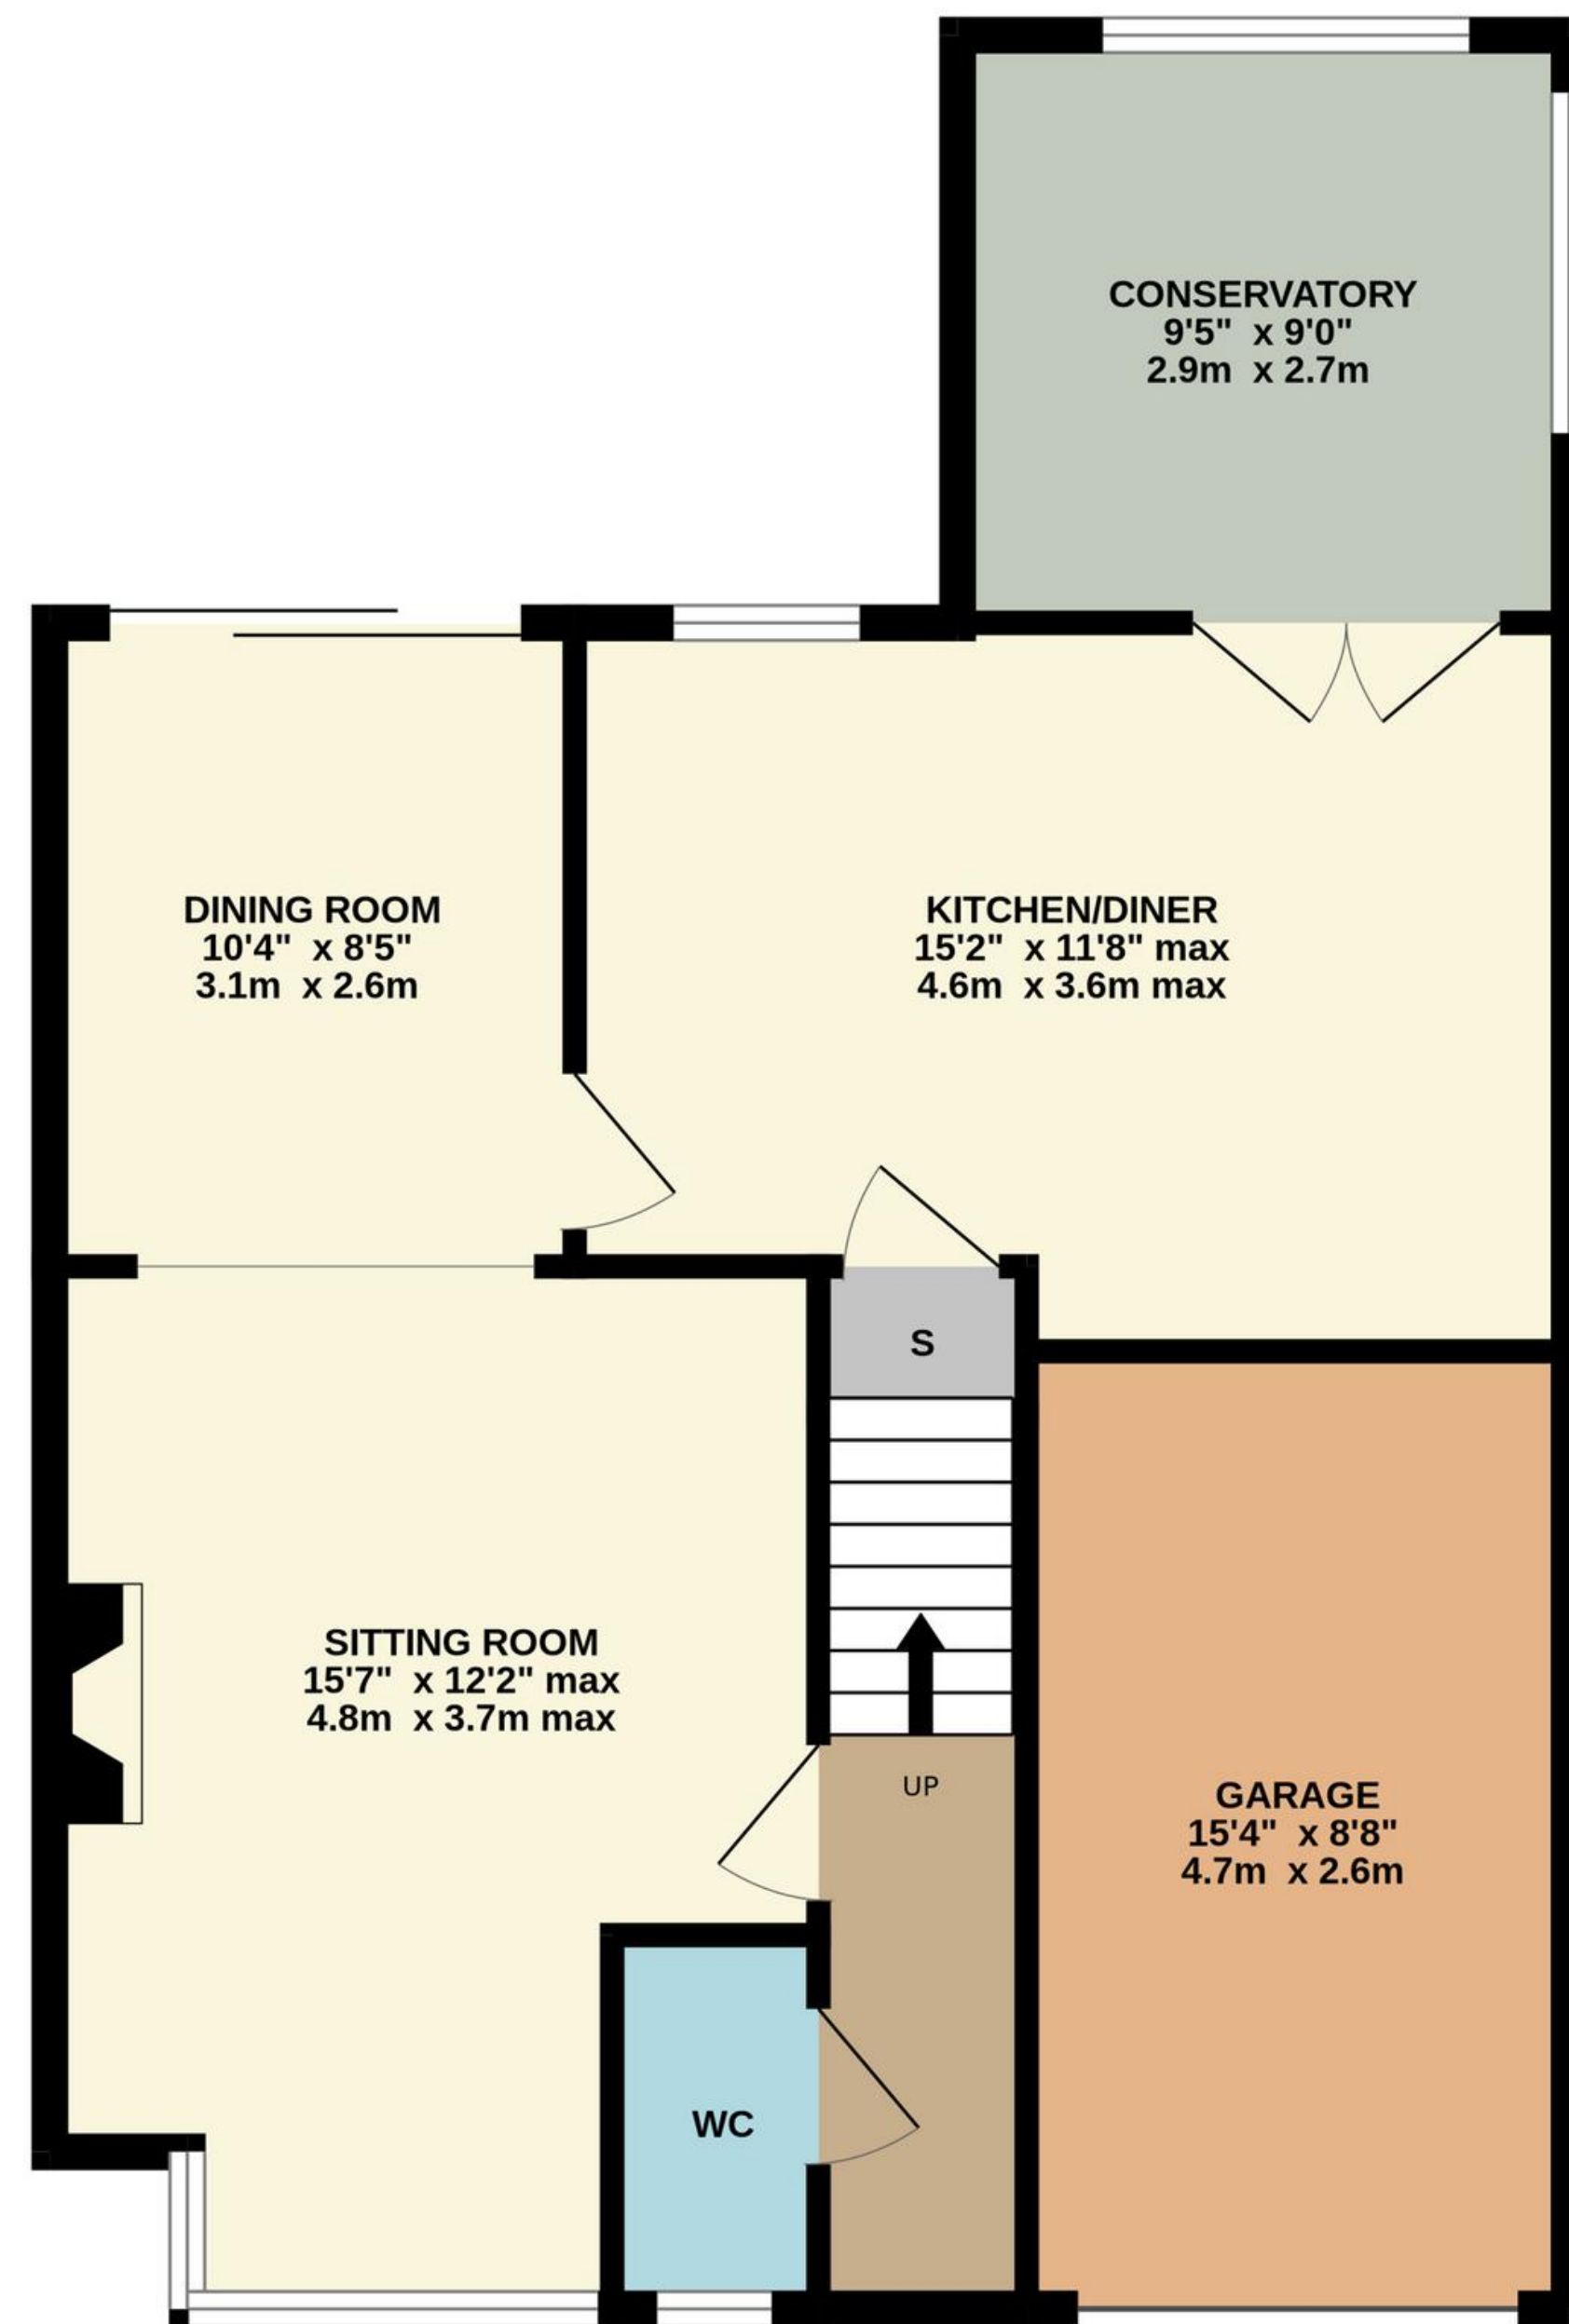 CONSERVATORY
9'5" x 9'0"
2.9m x 2.7m
DINING ROOM
10'4" x 8'5"
3.1m x 2.6m
KITCHEN/DINER
15'2" x 11'8" max
4.6m x 3.6m max
S
SITTING ROOM
15'7" x 12'2" max
4.8m x 3.7m max
UP
GARAGE
15'4" x 8'8"
4.7m x 2.6m
WC